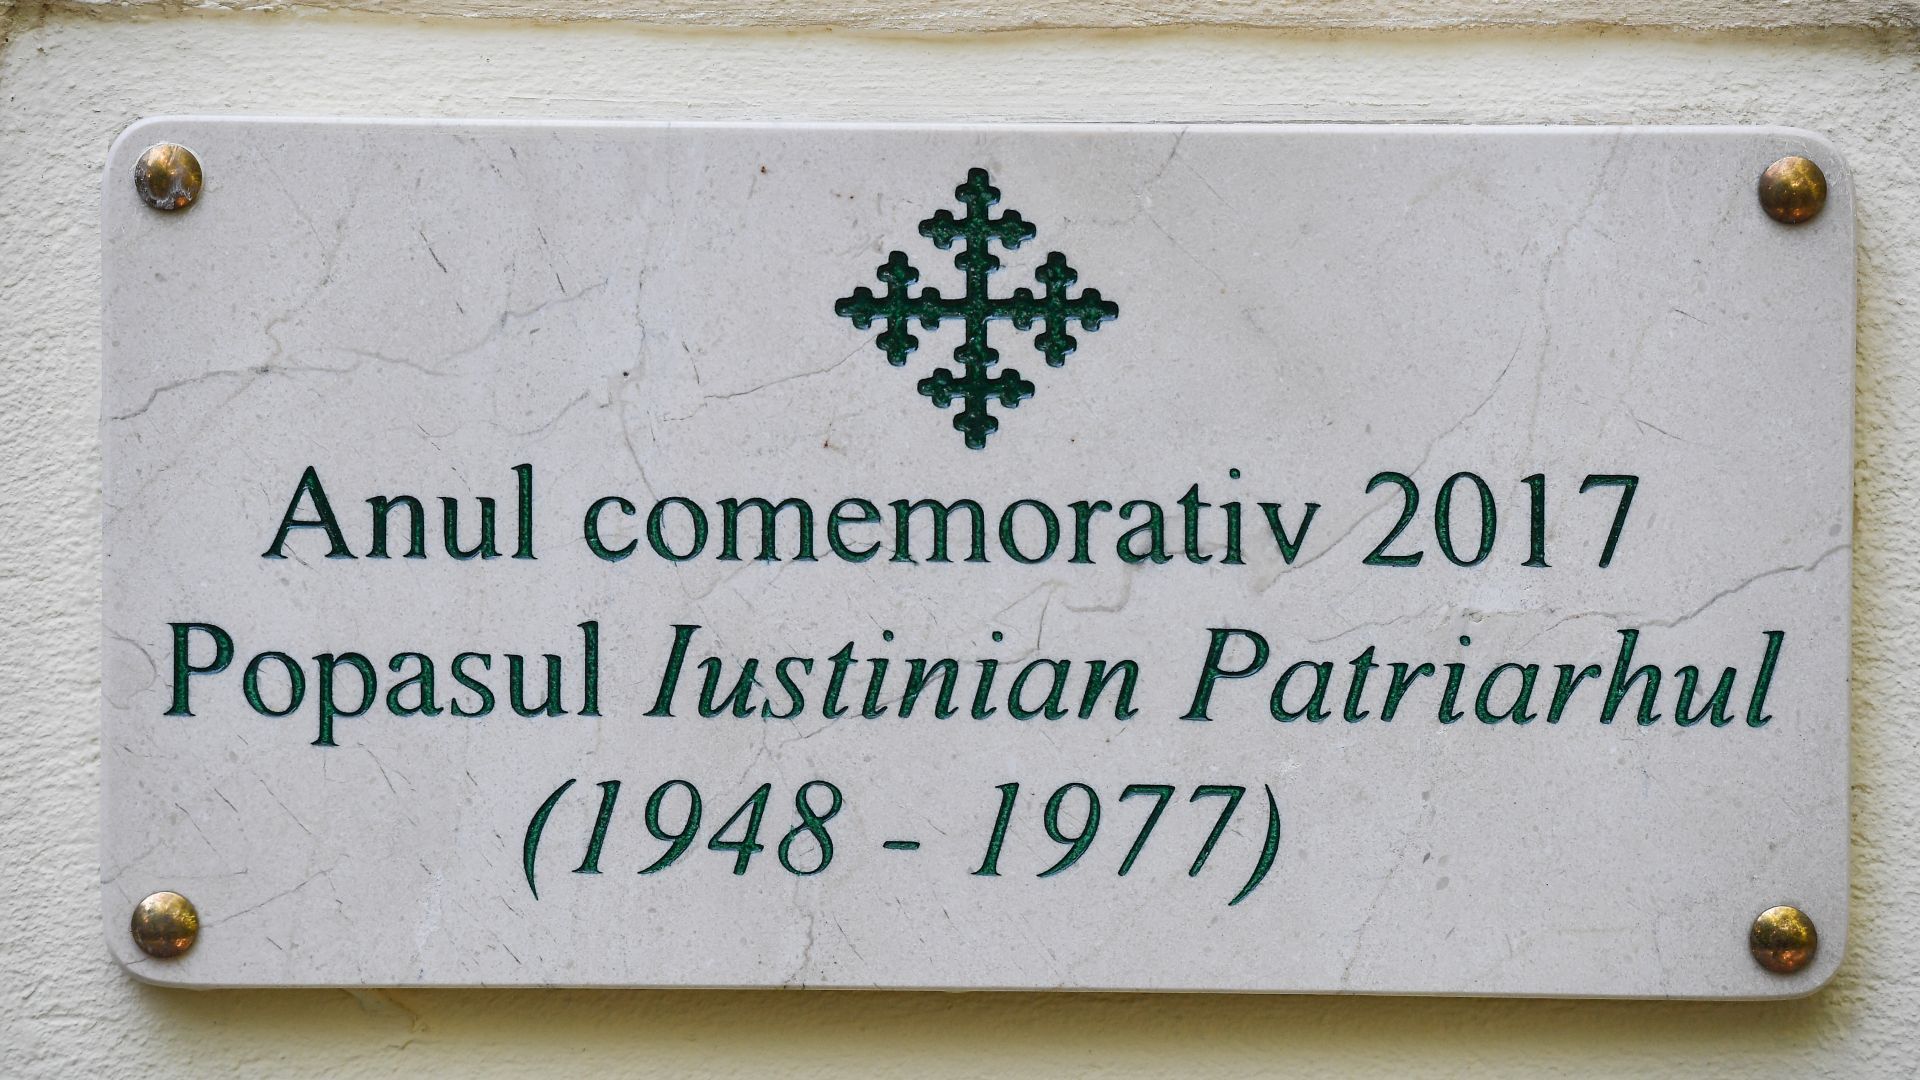 Anul comemorativ 2017
Popasul Iustinian Patriarhul
(1948 - 1977)